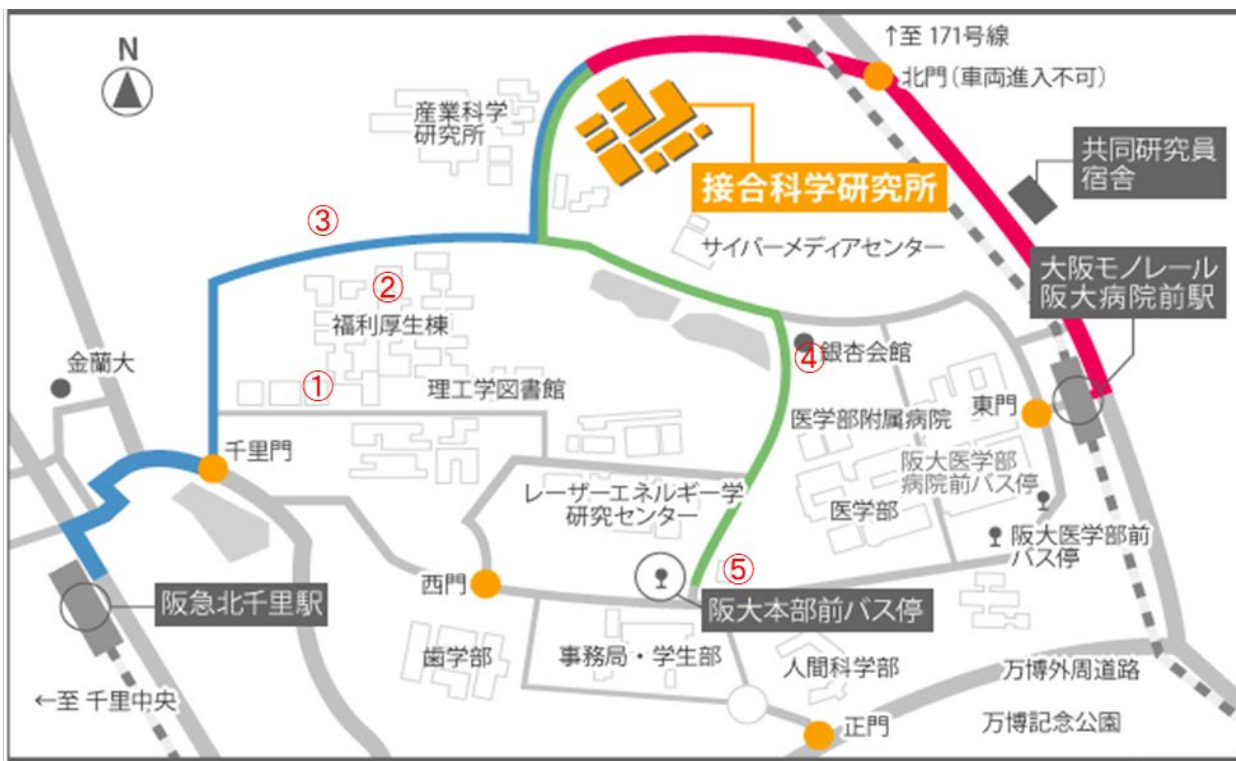 N
↑至 171号線
北門（車両進入不可）
産業科学
研究所
共同研究員
宿舎
接合科学研究所
③
サイバーメディアセンター
大阪モノレール
阪大病院前駅
②
福利厚生棟
④
銀杏会館
金蘭大
①
理工学図書館
東門
医学部附属病院
千里門
阪大医学部
病院前バス停
レーザーエネルギー学
研究センター
医学部
阪大医学部前
バス停
⑤
西門
阪急北千里駅
阪大本部前バス停
歯学部
事務局・学生部
人間科学部
万博外周道路
←至 千里中央
正門
万博記念公園